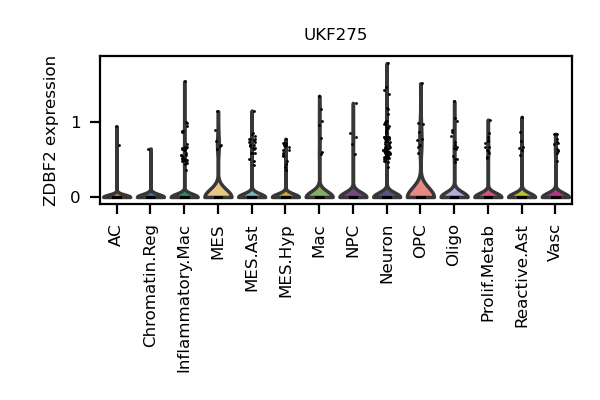 UKF275
ZDBF2 expression
1
0
AC
Chromatin.Reg
Inflammatory.Mac
MES
MES.Ast
MES.Hyp
Mac
NPC
Neuron
OPC
Oligo
Prolif.Metab
Reactive.Ast
Vasc